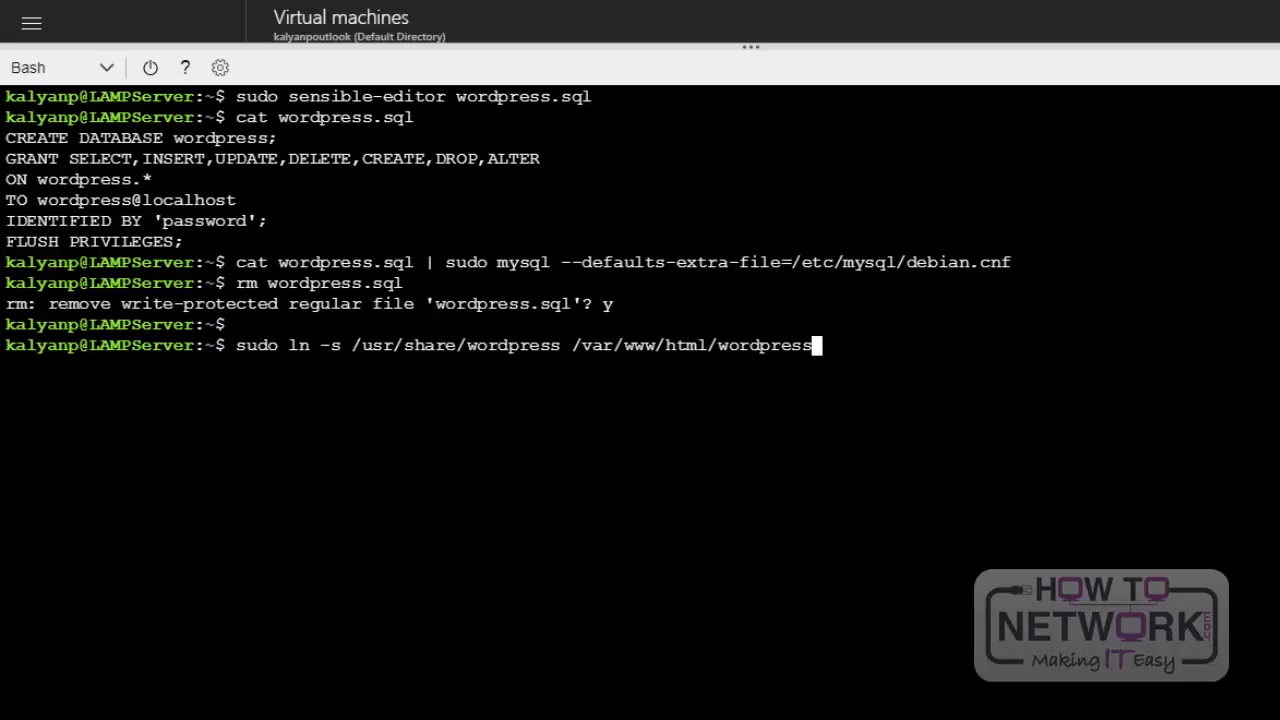 Virtual machines
kalyanpoutlook (Default Directory)
Bash
?
kalyanp@LAMPServer:~$ sudo sensible-editor wordpress.sql
kalyanp@LAMPServer:~$ cat wordpress.sql
CREATE DATABASE wordpress;
GRANT SELECT,INSERT,UPDATE,DELETE,CREATE,DROP,ALTER
ON wordpress.*
TO wordpress@localhost
IDENTIFIED BY 'password';
FLUSH PRIVILEGES;
kalyanp@LAMPServer:~$ cat wordpress.sql | sudo mysql --defaults-extra-file=/etc/mysql/debian.cnf
kalyanp@LAMPServer:~$ rm wordpress.sql
rm: remove write-protected regular file 'wordpress.sql'? y
kalyanp@LAMPServer:~$
kalyanp@LAMPServer:~$ sudo ln -s /usr/share/wordpress /var/www/html/wordpress
HOW TO
NETWORK.com
Making IT Easy